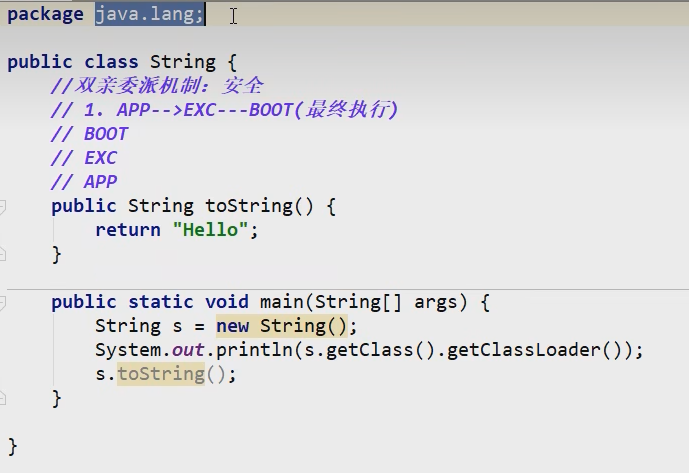 package java.lang;
public class String {
//双亲委派机制：安全
// 1. APP-->EXC---BOOT(最终执行)
// BOOT
// EXC
// APP
public String toString() {
return "Hello";
}
public static void main(String[] args) {
String s = new String();
System.out.println(s.getClass().getClassLoader());
s.toString();
}
}